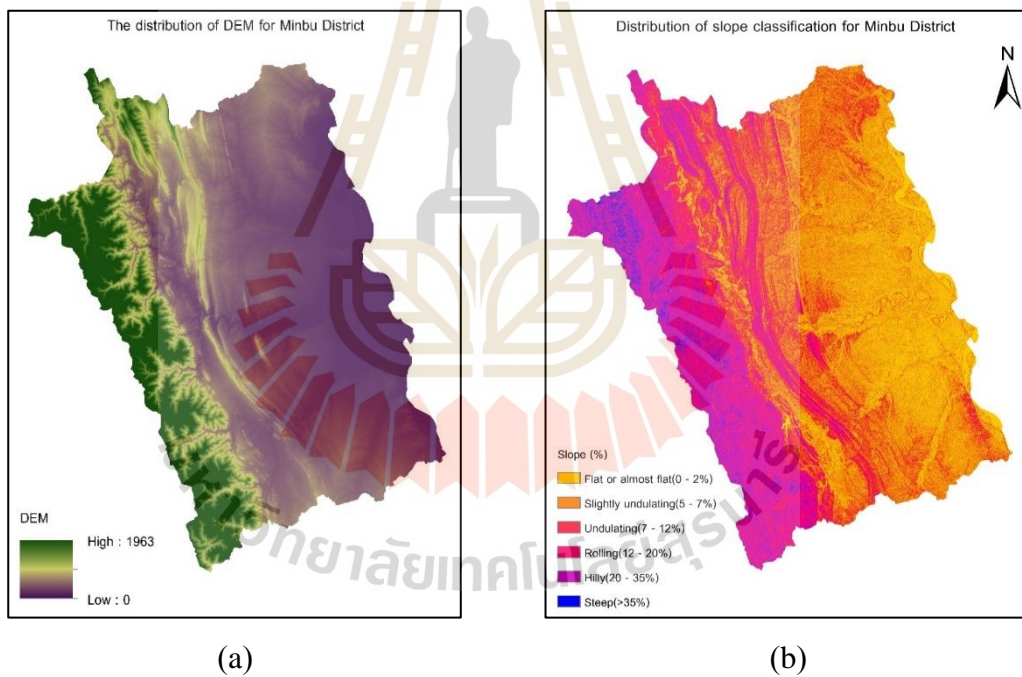 The distribution of DEM for Minbu District
DEM
High : 1963
Low : 0
(a)
Distribution of slope classification for Minbu District
N
Slope (%)
Flat or almost flat(0 - 2%)
Slightly undulating(5 - 7%)
Undulating(7 - 12%)
Rolling(12 - 20%)
Hilly(20 - 35%)
Steep(>35%)
(b)